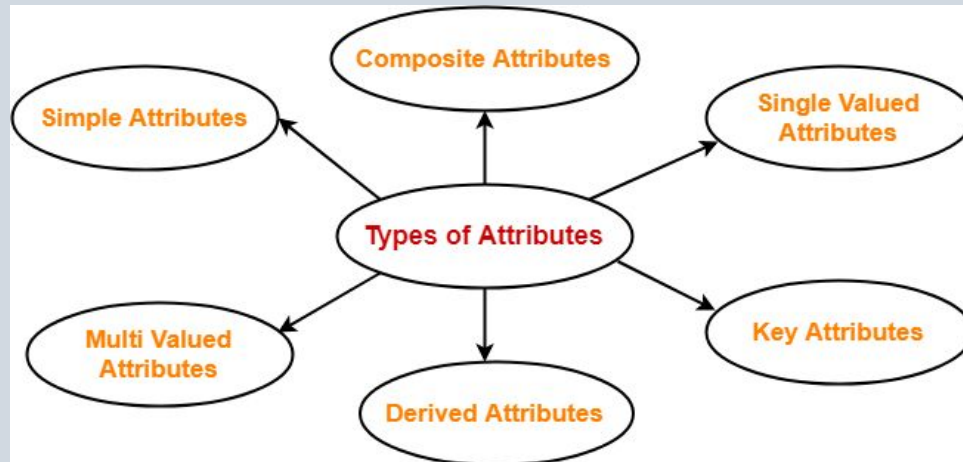 Composite Attributes
Simple Attributes
Single Valued
Attributes
Types of Attributes
Multi Valued
Attributes
Key Attributes
Derived Attributes